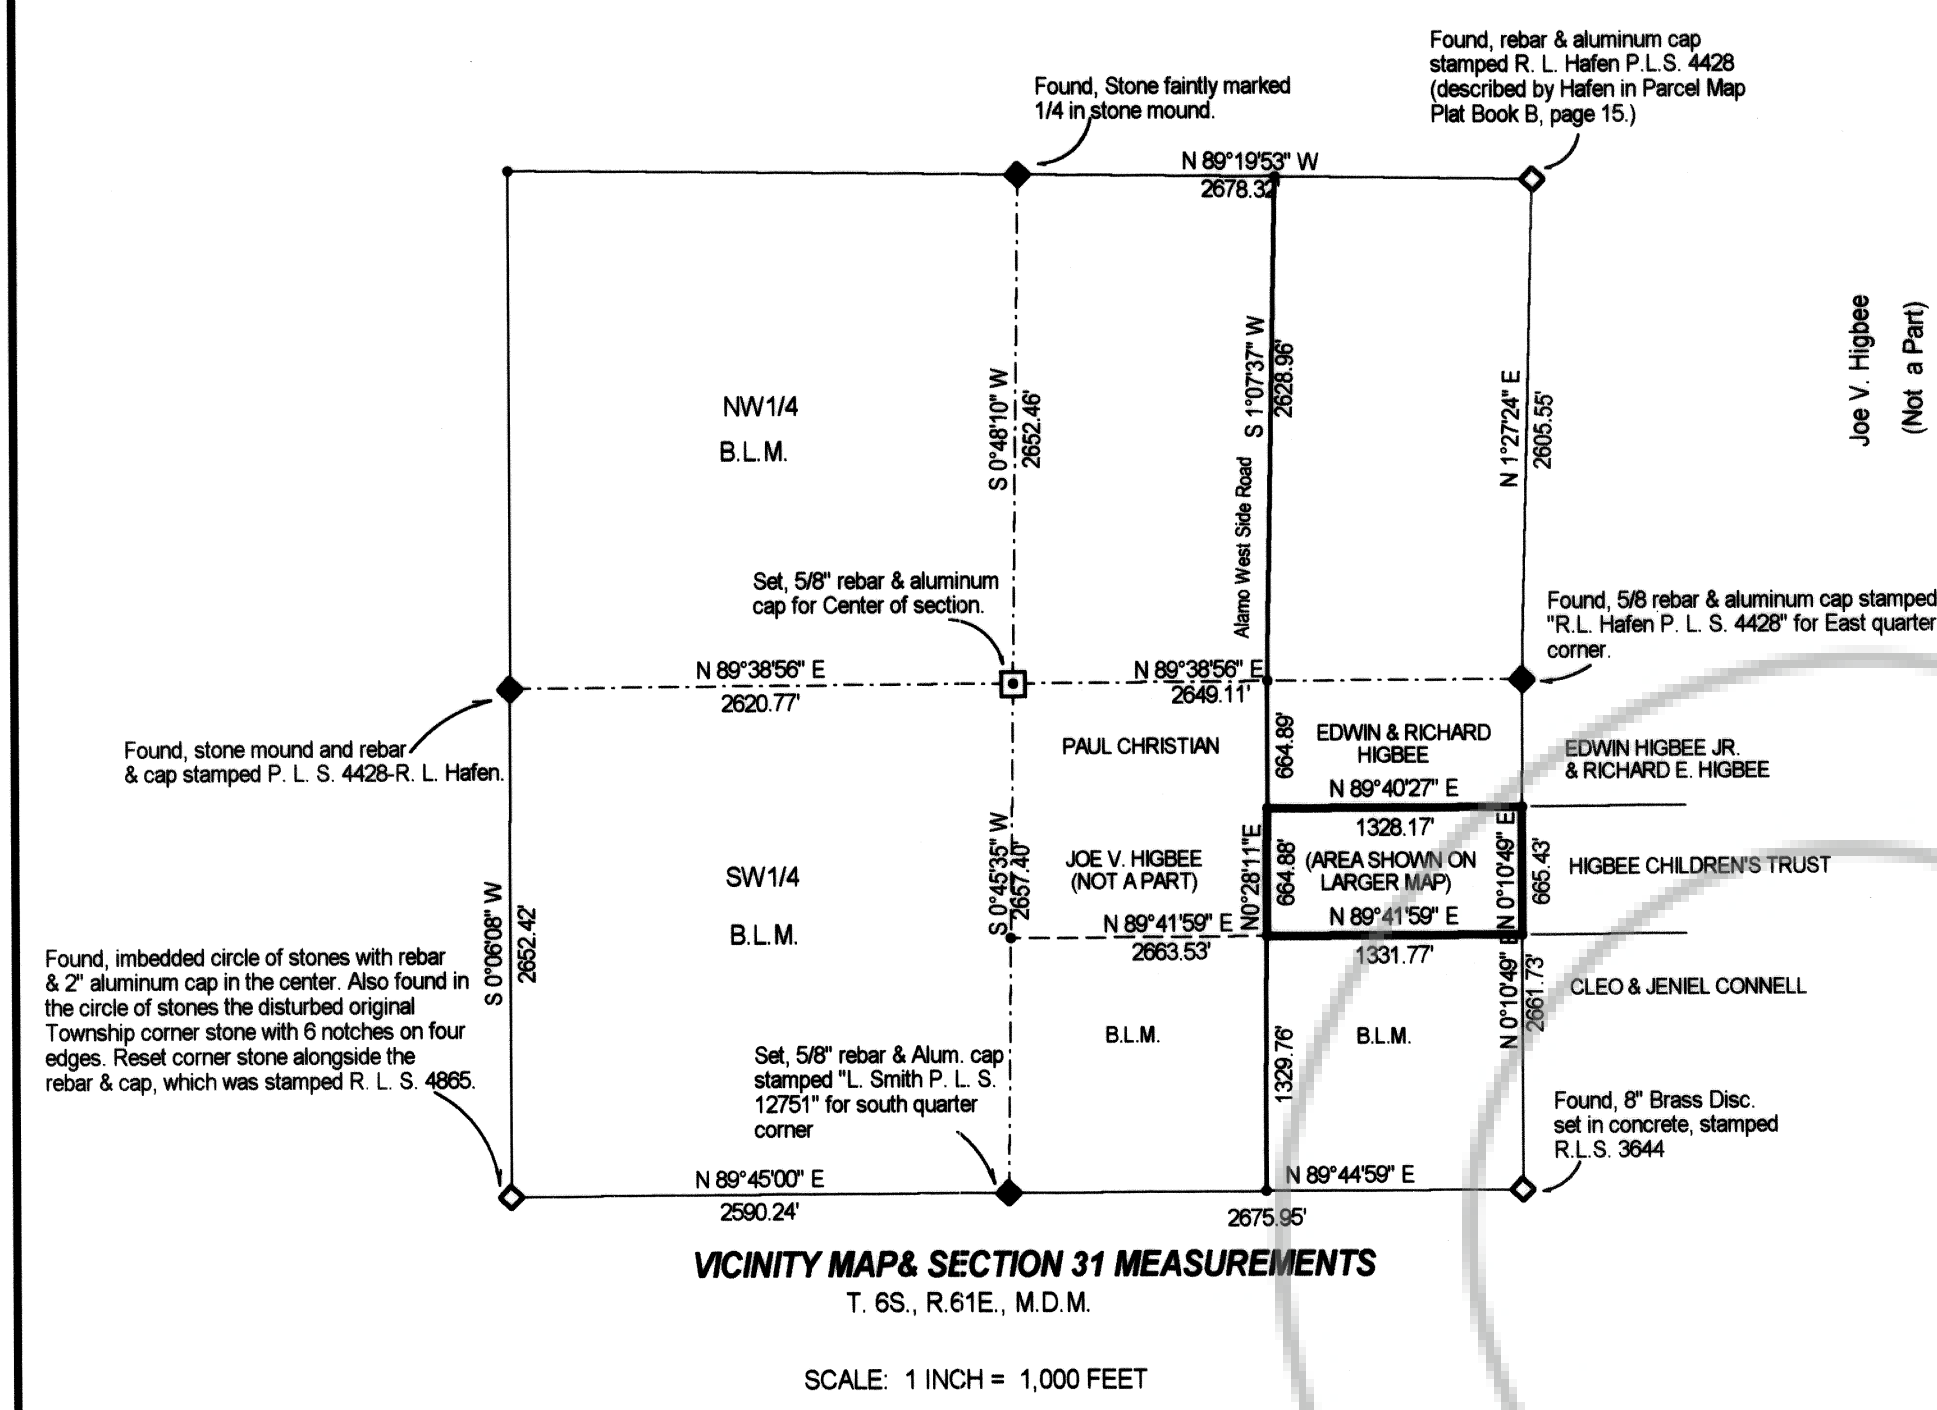 Found, rebar & aluminum cap
stamped R. L. Hafen P.L.S. 4428
(described by Hafen in Parcel Map
Plat Book B, page 15.)
Found, Stone faintly marked
1/4 in stone mound.
N 89°19'53" W
2678.32'
Joe V. Higbee
(Not a Part)
S 0°48'10" W
2652.46'
S 1°07'37" W
2628.96'
Alamo West Side Road
N 1°27'24" E
2605.55'
NW1/4
B.L.M.
Set, 5/8" rebar & aluminum
cap for Center of section.
Found, 5/8 rebar & aluminum cap stamped
"R.L. Hafen P. L. S. 4428" for East quarter
corner.
N 89°38'56" E
2620.77'
N 89°38'56" E
2649.11'
Found, stone mound and rebar
& cap stamped P. L. S. 4428-R. L. Hafen.
PAUL CHRISTIAN
664.89'
EDWIN & RICHARD
HIGBEE
EDWIN HIGBEE JR.
& RICHARD E. HIGBEE
N 89°40'27" E
1328.17'
S 0°45'35" W
2657.40'
JOE V. HIGBEE
(NOT A PART)
N0°28'11"E
664.88'
(AREA SHOWN ON
LARGER MAP)
N 0°10'49" E
665.43'
HIGBEE CHILDREN'S TRUST
SW1/4
B.L.M.
S 0°06'08" W
2652.42'
N 89°41'59" E
2663.53'
N 89°41'59" E
1331.77'
Found, imbedded circle of stones with rebar
& 2" aluminum cap in the center. Also found in
the circle of stones the disturbed original
Township corner stone with 6 notches on four
edges. Reset corner stone alongside the
rebar & cap, which was stamped R. L. S. 4865.
N 0°10'49" E
2661.73'
CLEO & JENIEL CONNELL
B.L.M.
1329.76'
B.L.M.
Set, 5/8" rebar & Alum. cap
stamped "L. Smith P. L. S.
12751" for south quarter
corner
Found, 8" Brass Disc.
set in concrete, stamped
R.L.S. 3644
N 89°45'00" E
2590.24'
N 89°44'59" E
2675.95'
VICINITY MAP& SECTION 31 MEASUREMENTS
T. 6S., R.61E., M.D.M.
SCALE: 1 INCH = 1,000 FEET